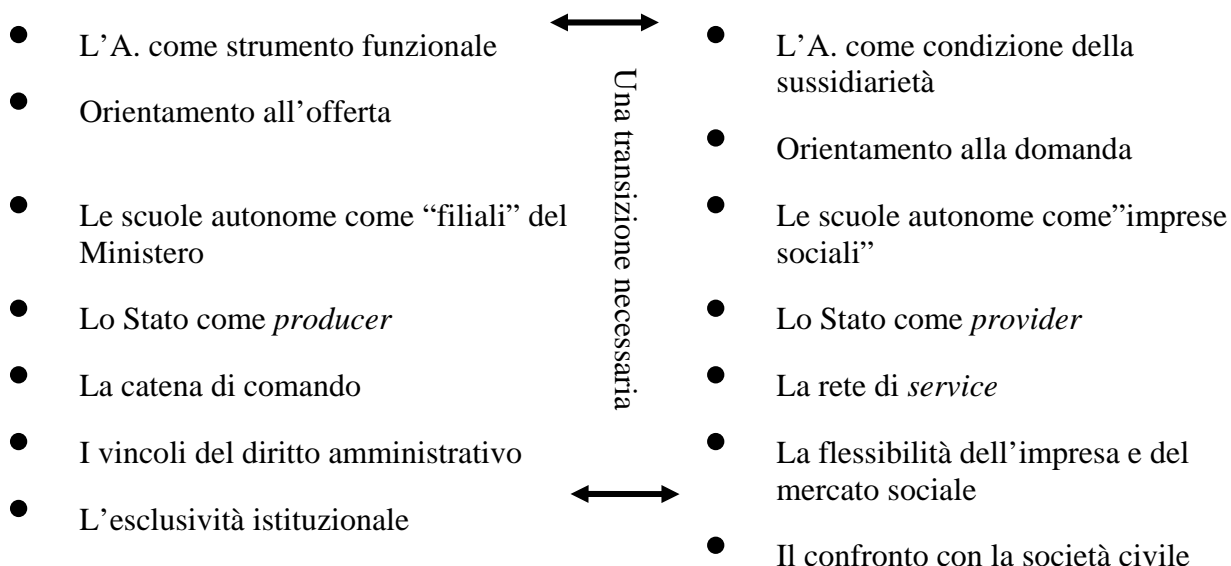 L’A. come strumento funzionale
Orientamento all’offerta
Le scuole autonome come “filiali” del
Ministero
Lo Stato come producer
La catena di comando
I vincoli del diritto amministrativo
L’esclusività istituzionale
Una transizione necessaria
L’A. come condizione della
sussidiarietà
Orientamento alla domanda
Le scuole autonome come”imprese
sociali”
Lo Stato come provider
La rete di service
La flessibilità dell’impresa e del
mercato sociale
Il confronto con la società civile